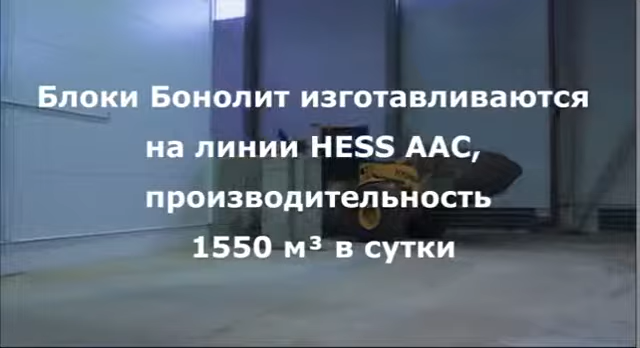 Блоки Бонолит изготавливаются
на линии HESS AAC,
производительность
1550 м³ в сутки